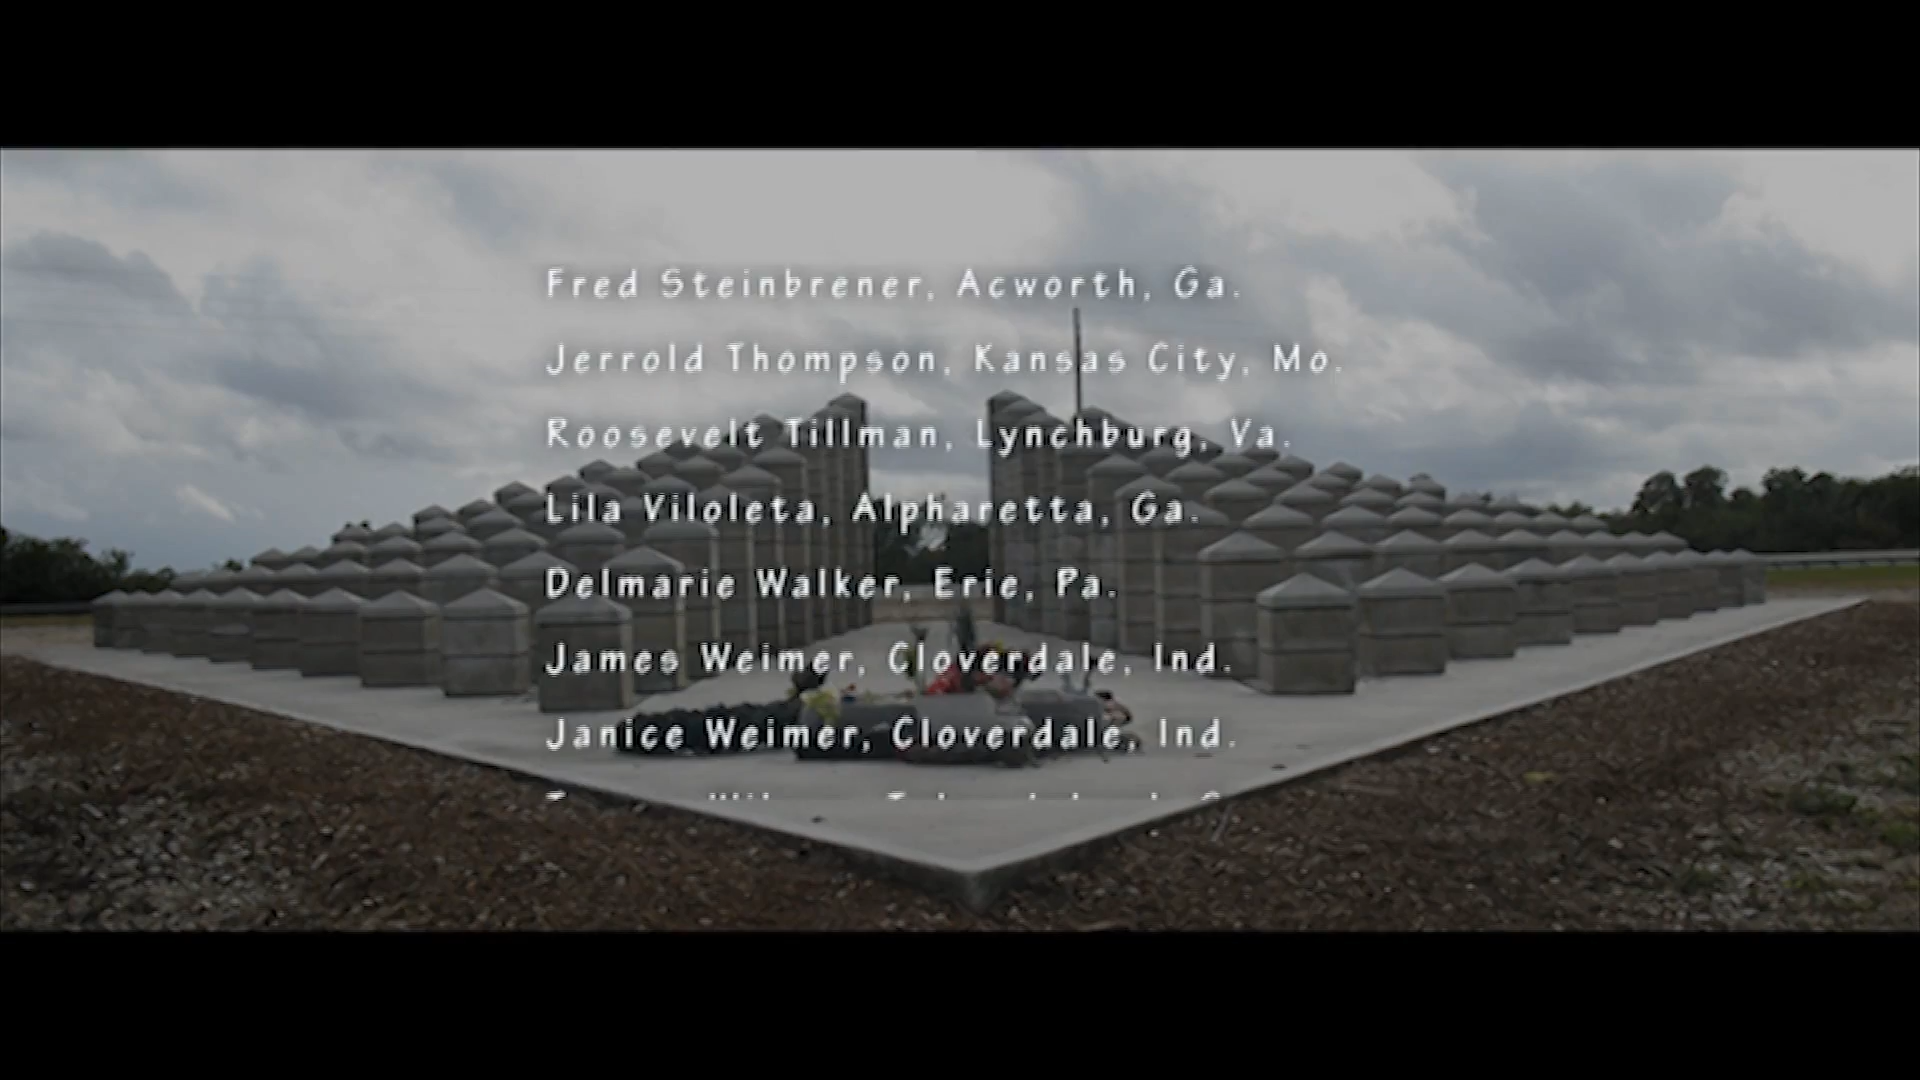 Fred Steinbrener, Acworth, Ga.
Jerrold Thompson, Kansas City, Mo.
Roosevelt Tillman, Lynchburg, Va.
Lila Viloleta, Alpharetta, Ga.
Delmarie Walker, Erie, Pa.
James Weimer, Cloverdale, Ind.
Janice Weimer, Cloverdale, Ind.